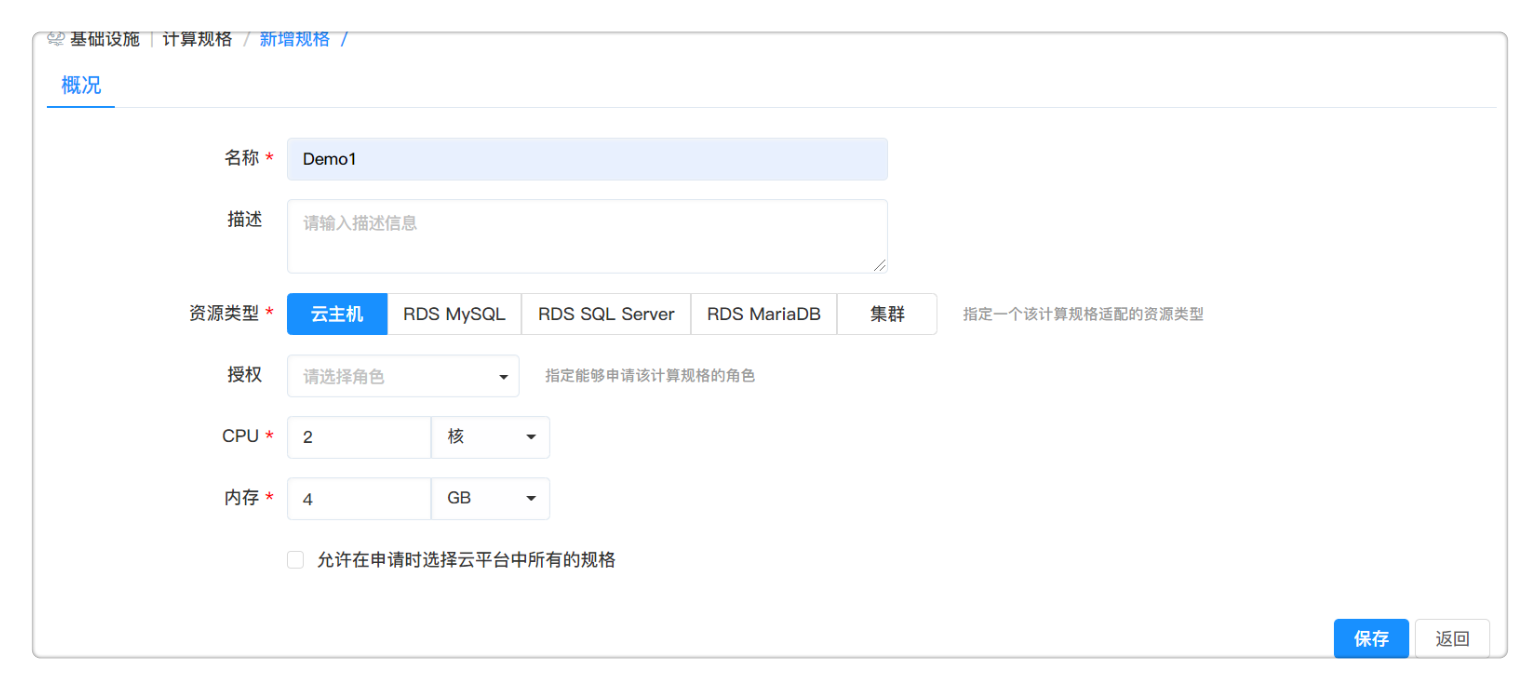 基础设施 | 计算规格 / 新增规格 /
概况
名称 * Demo1
描述 请输入描述信息
资源类型 * 云主机 RDS MySQL RDS SQL Server RDS MariaDB 集群 指定一个该计算规格适配的资源类型
授权 请选择角色 指定能够申请该计算规格的角色
CPU * 2 核
内存 * 4 GB
允许在申请时选择云平台中所有的规格
保存 返回